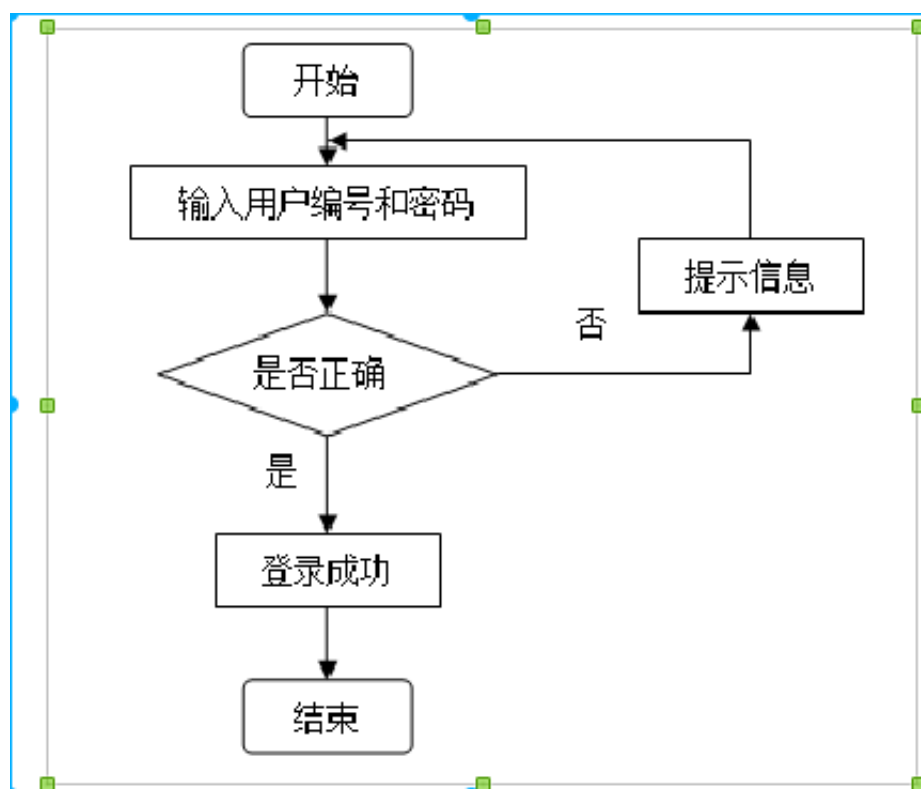 开始
输入用户编号和密码
提示信息
否
是否正确
是
登录成功
结束